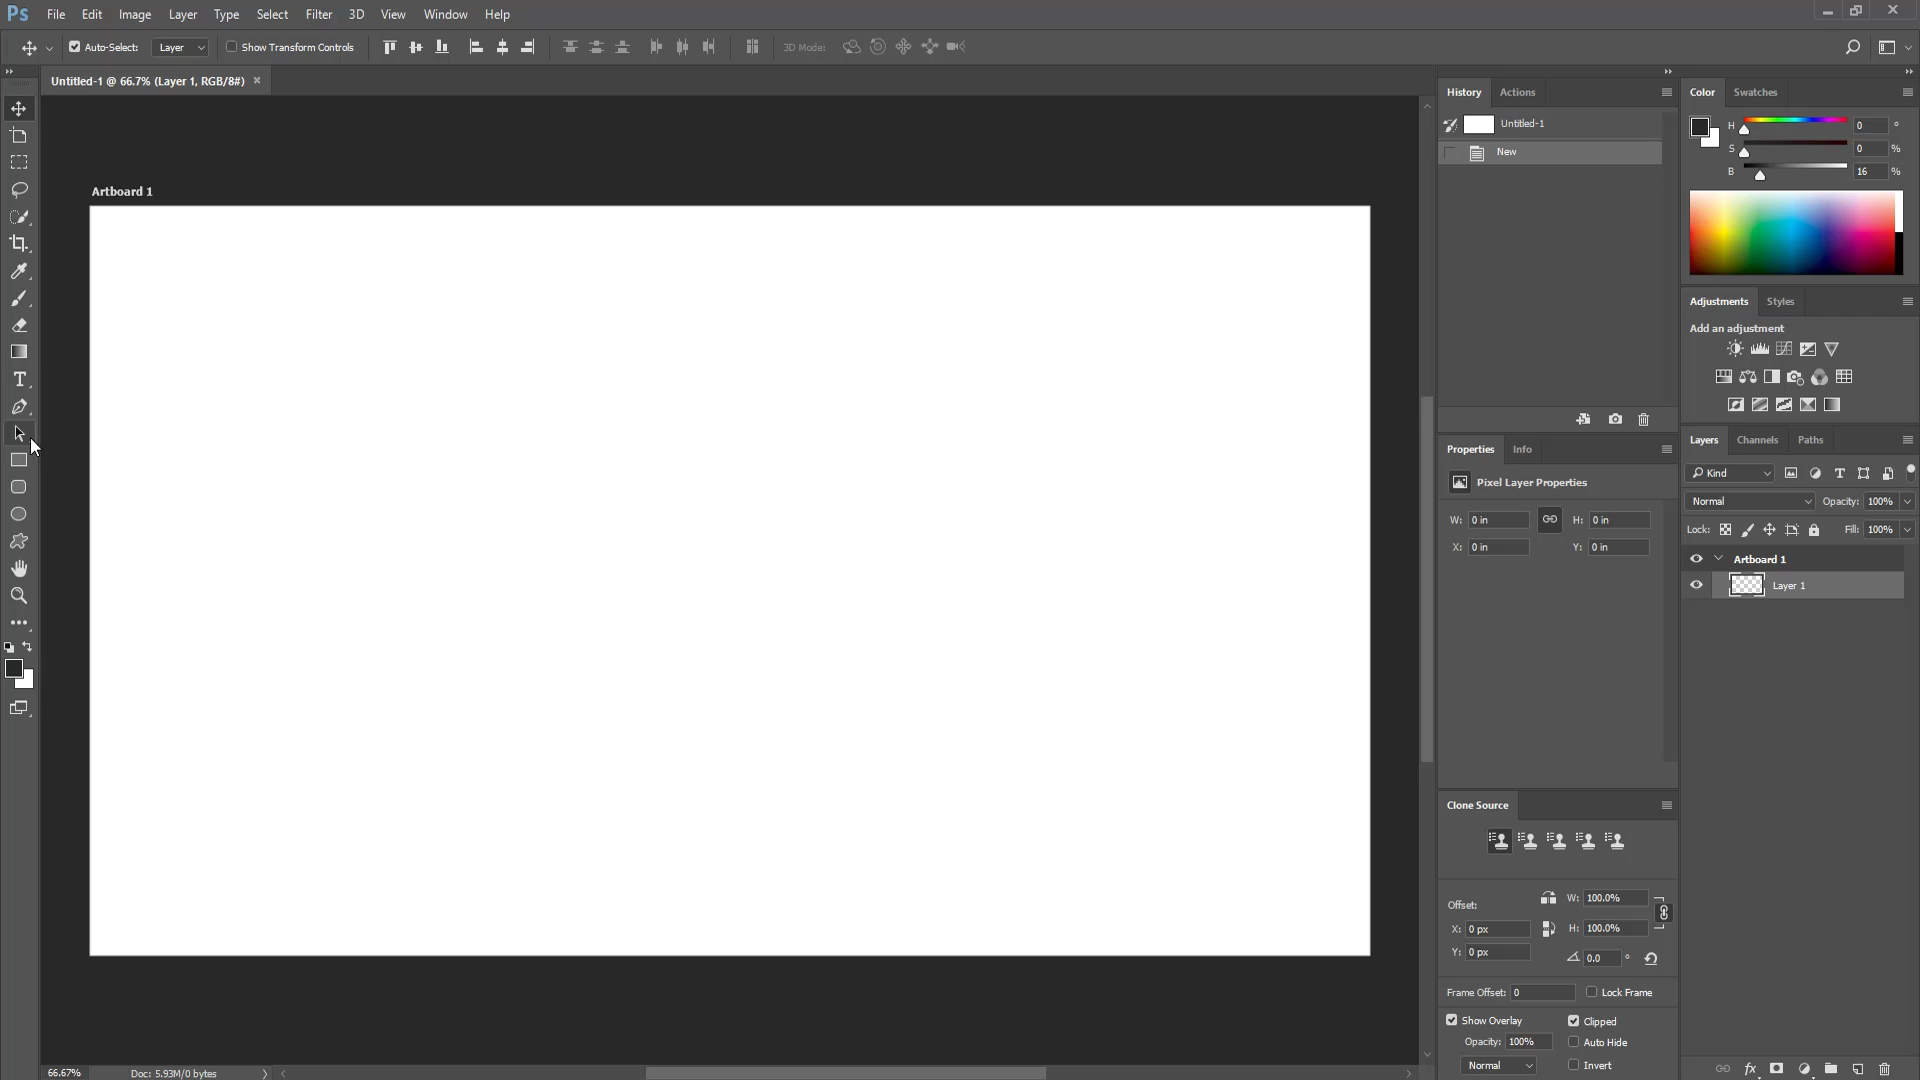 Ps File Edit Image Layer Type Select Filter 3D View Window Help
Auto-Select: Layer Show Transform Controls 3D Mode:
Untitled-1 @ 66.7% (Layer 1, RGB/8#) ×
Artboard 1
T
66.67% Doc: 5.93M/0 bytes
History Actions
Untitled-1
New
Properties Info
Pixel Layer Properties
W: 0 in H: 0 in
X: 0 in Y: 0 in
Clone Source
Offset: W: 100.0%
X: 0 px H: 100.0%
Y: 0 px 0.0 °
Frame Offset: 0 Lock Frame
Show Overlay Clipped
Opacity: 100% Auto Hide
Normal Invert
Color Swatches
H 0 °
S 0 %
B 16 %
Adjustments Styles
Add an adjustment
Layers Channels Paths
Kind T
Normal Opacity: 100%
Lock: Fill: 100%
Artboard 1
Layer 1
fx